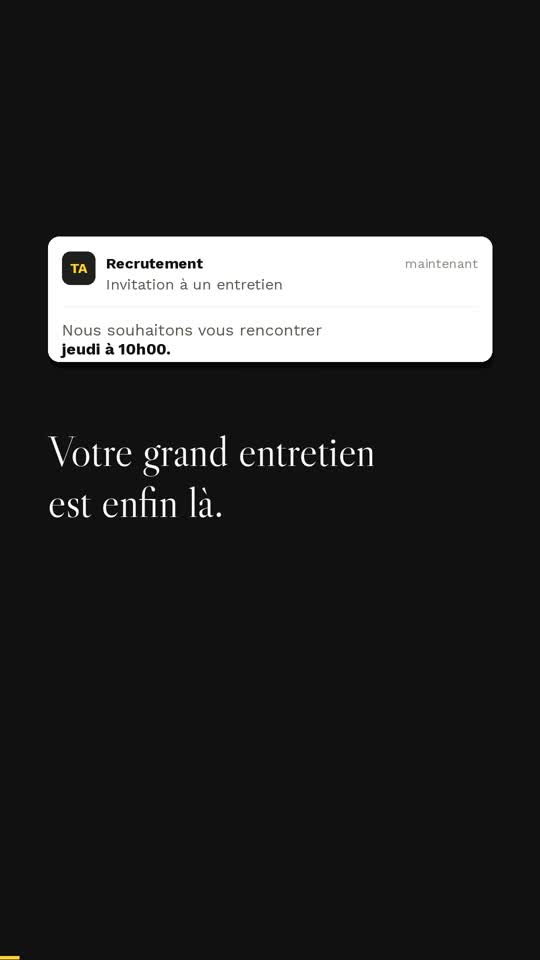 TA
Recrutement
maintenant
Invitation à un entretien
Nous souhaitons vous rencontrer
jeudi à 10h00.
Votre grand entretien
est enfin là.